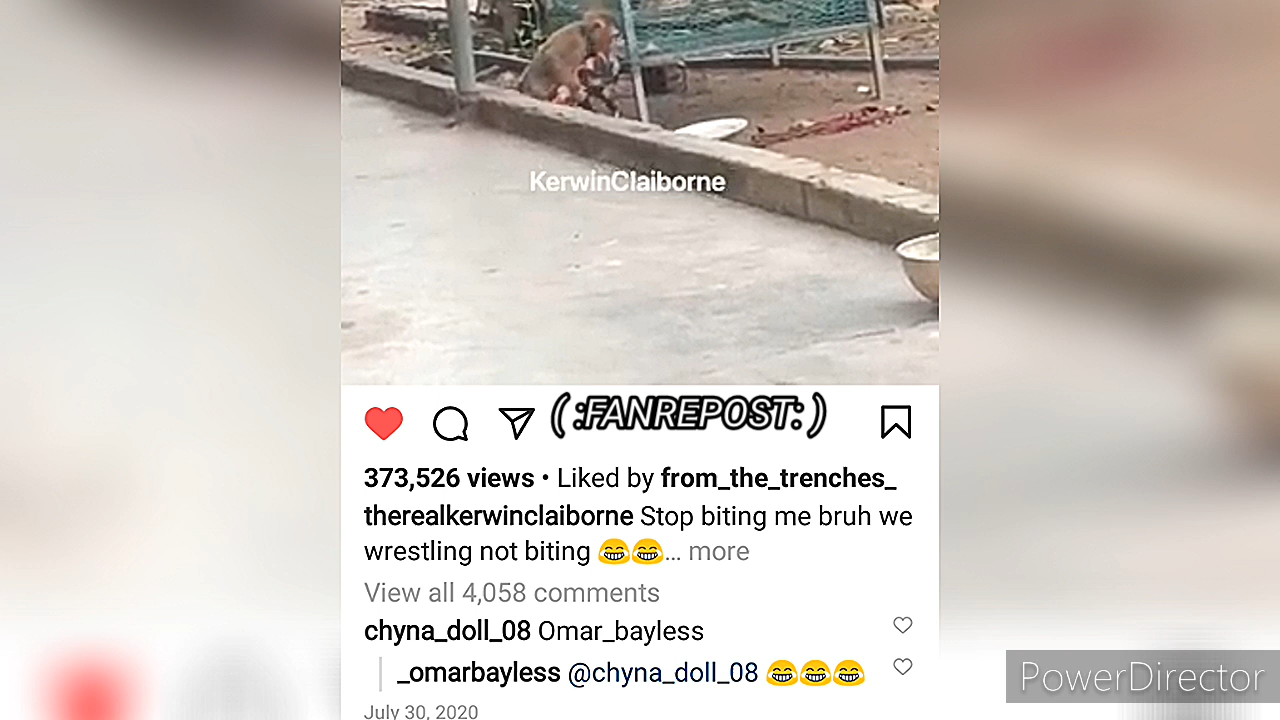 KerwinClaiborne
( :FANREPOST: )
373,526 views • Liked by from_the_trenches_
therealkerwinclaiborne Stop biting me bruh we
wrestling not biting 😂😂... more
View all 4,058 comments
chyna_doll_08 Omar_bayless
_omarbayless @chyna_doll_08 😂😂😂
July 30, 2020
PowerDirector